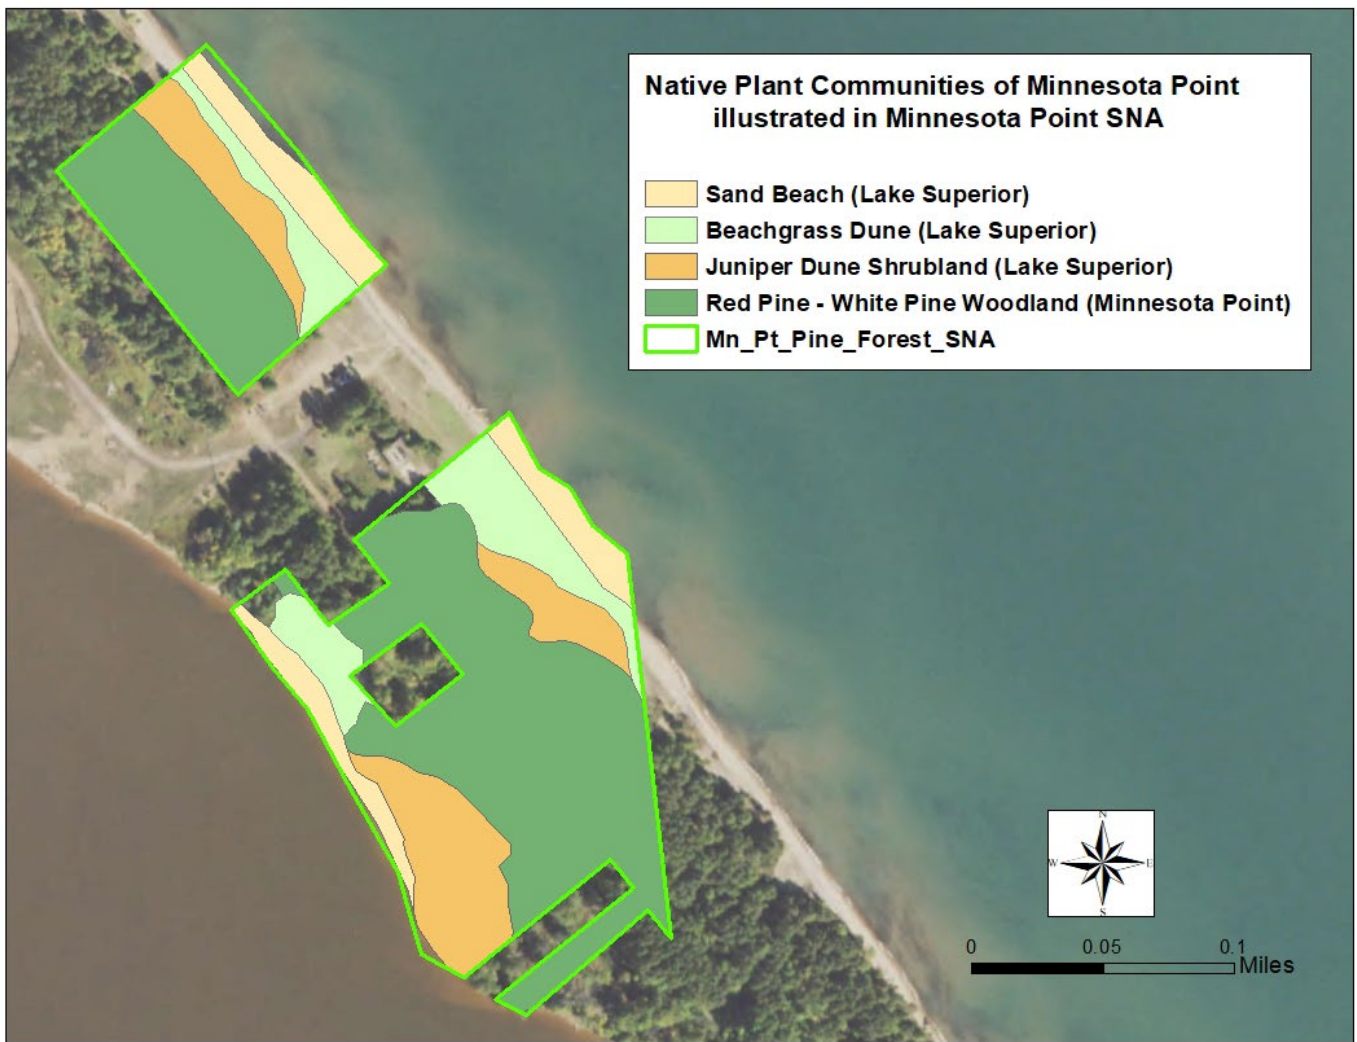 Native Plant Communities of Minnesota Point
illustrated in Minnesota Point SNA
Sand Beach (Lake Superior)
Beachgrass Dune (Lake Superior)
Juniper Dune Shrubland (Lake Superior)
Red Pine - White Pine Woodland (Minnesota Point)
Mn_Pt_Pine_Forest_SNA
N
W E
S
0 0.05 0.1
Miles